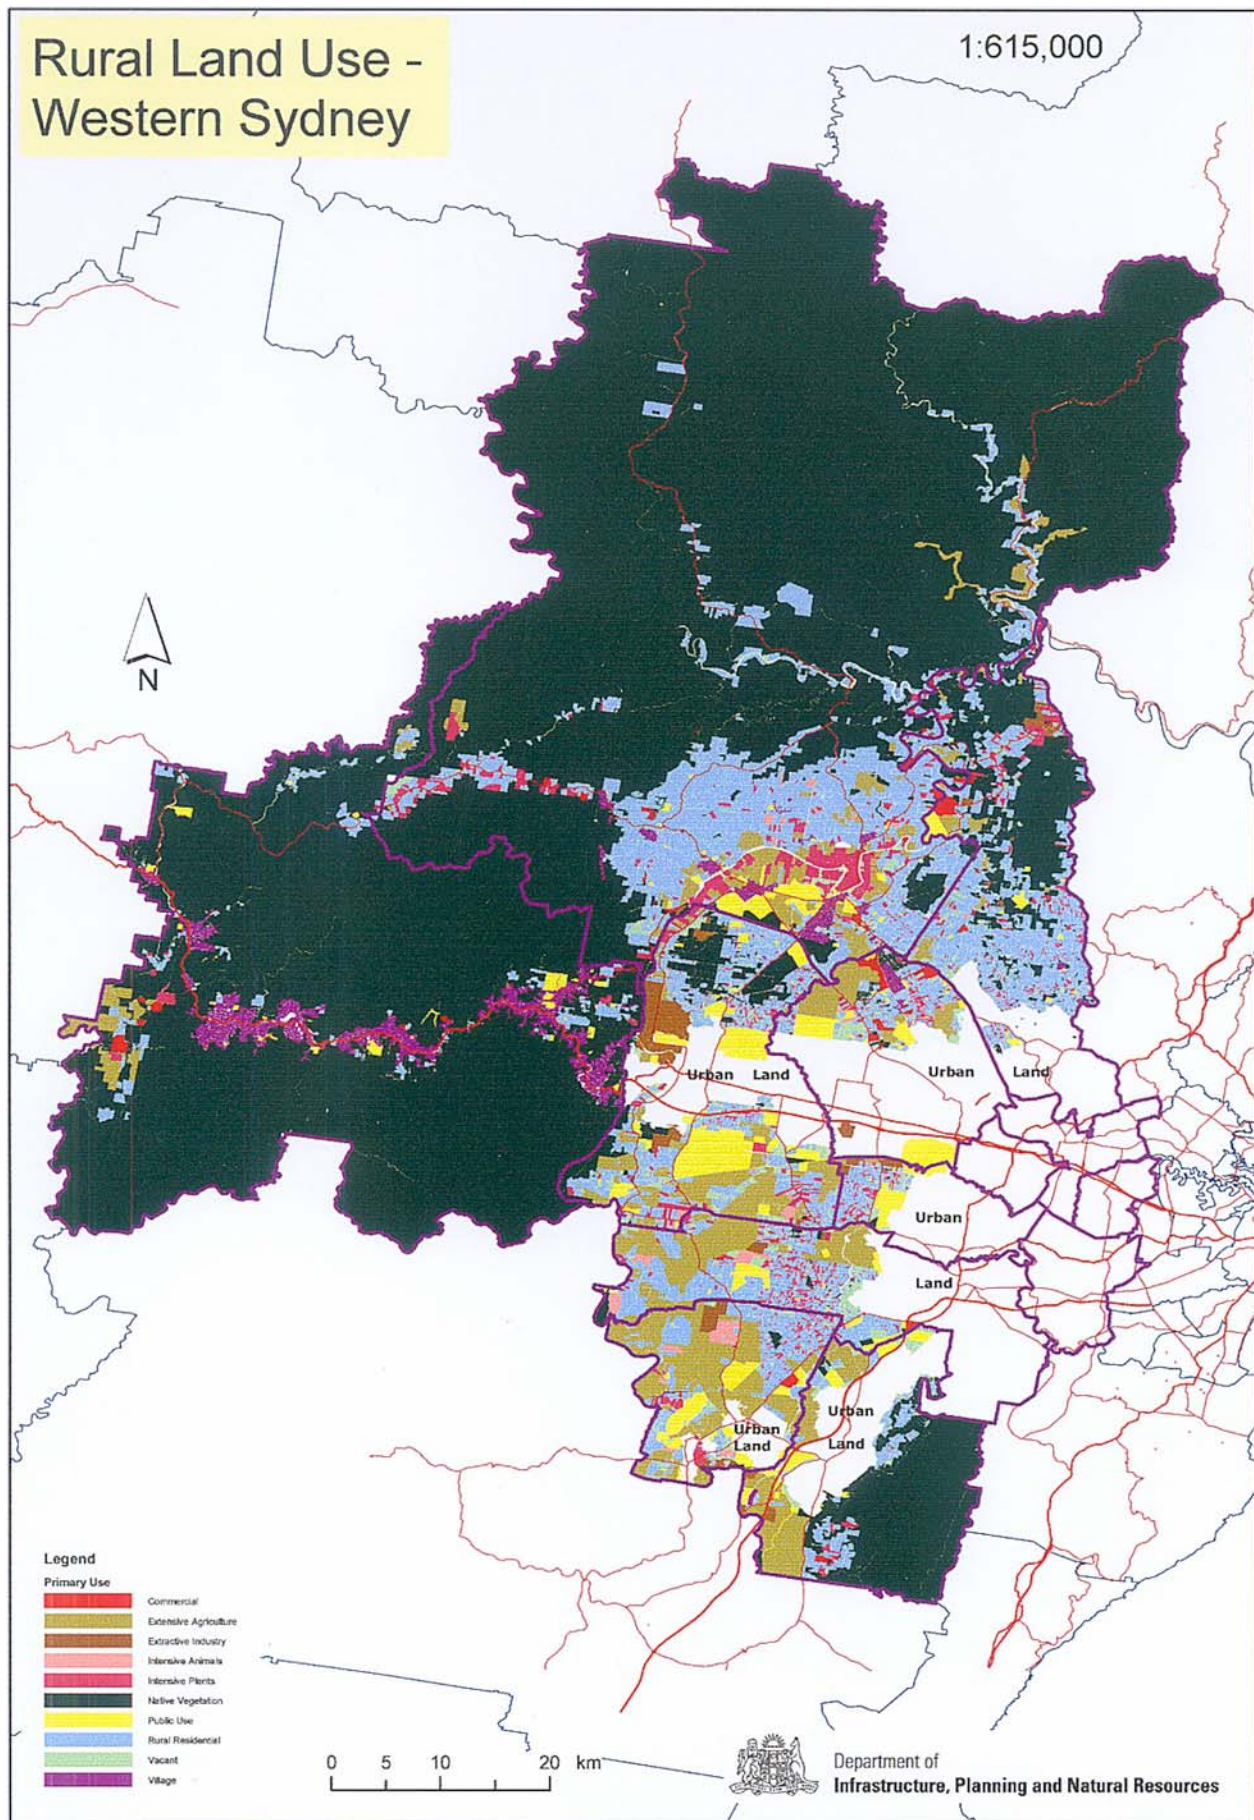 Rural Land Use -
Western Sydney
1:615,000
N
Urban Land
Urban Land
Urban
Land
Urban
Land
Urban
Land
Legend
Primary Use
Commercial
Extensive Agriculture
Extractive Industry
Intensive Animals
Intensive Plants
Native Vegetation
Public Use
Rural Residential
Vacant
Village
0 5 10 20 km
Department of
Infrastructure, Planning and Natural Resources